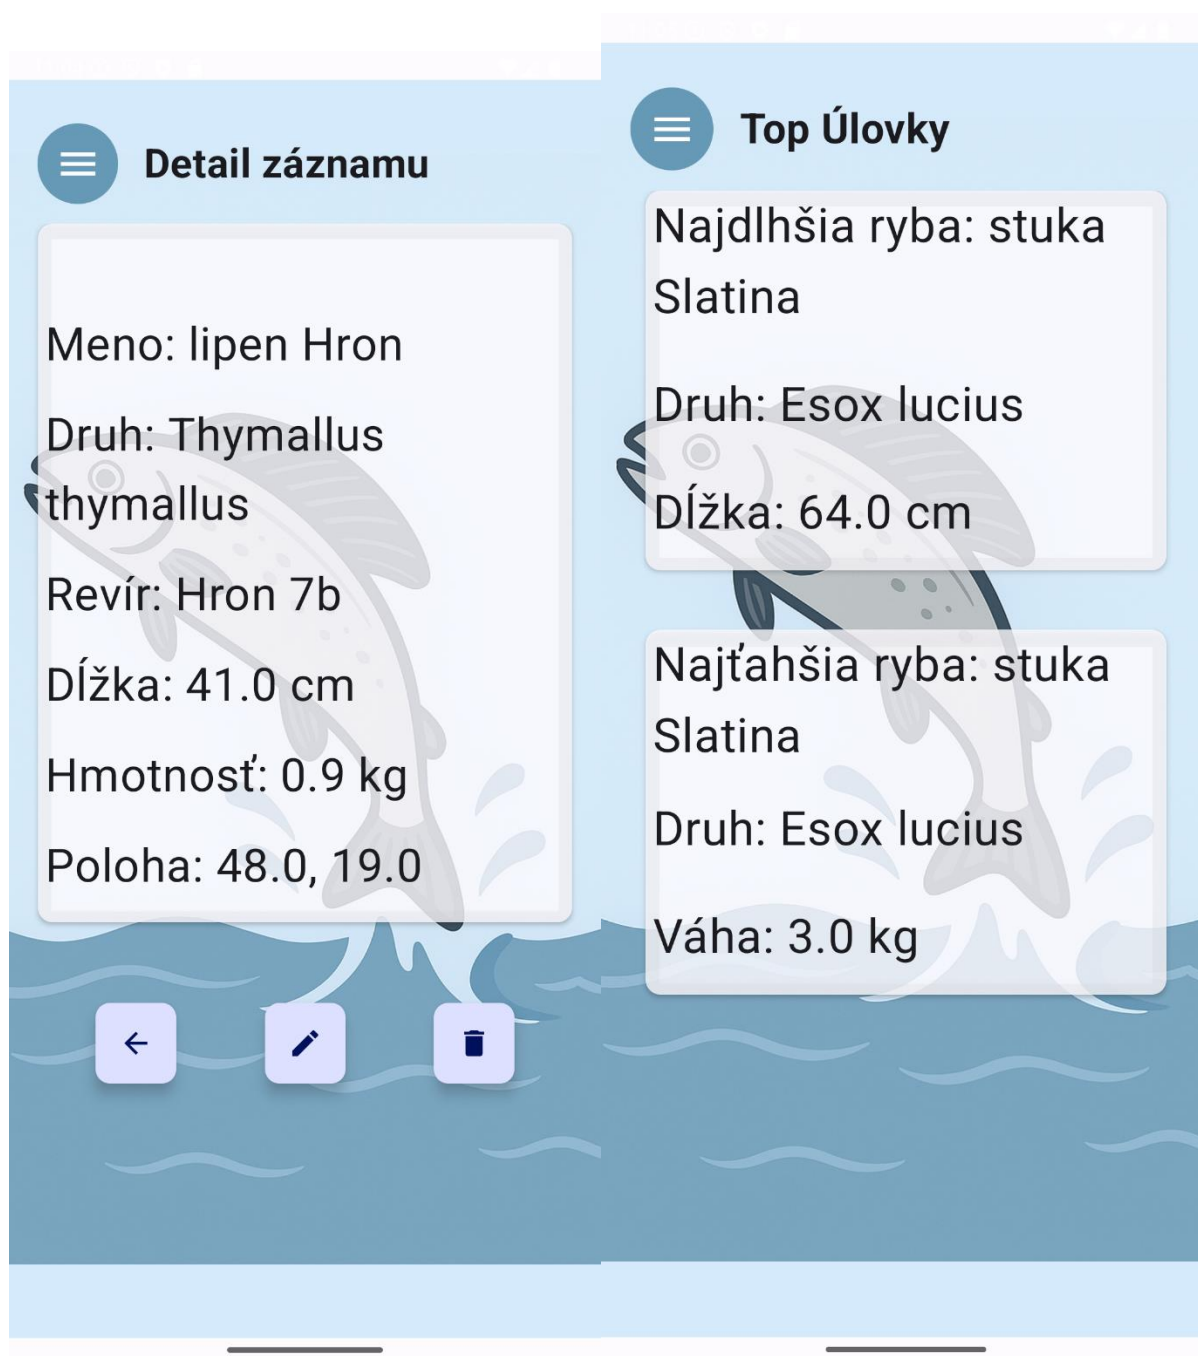 Detail záznamu
Meno: lipen Hron
Druh: Thymallus
thymallus
Revír: Hron 7b
Dĺžka: 41.0 cm
Hmotnosť: 0.9 kg
Poloha: 48.0, 19.0
Top Úlovky
Najdlhšia ryba: stuka
Slatina
Druh: Esox lucius
Dĺžka: 64.0 cm
Najťahšia ryba: stuka
Slatina
Druh: Esox lucius
Váha: 3.0 kg